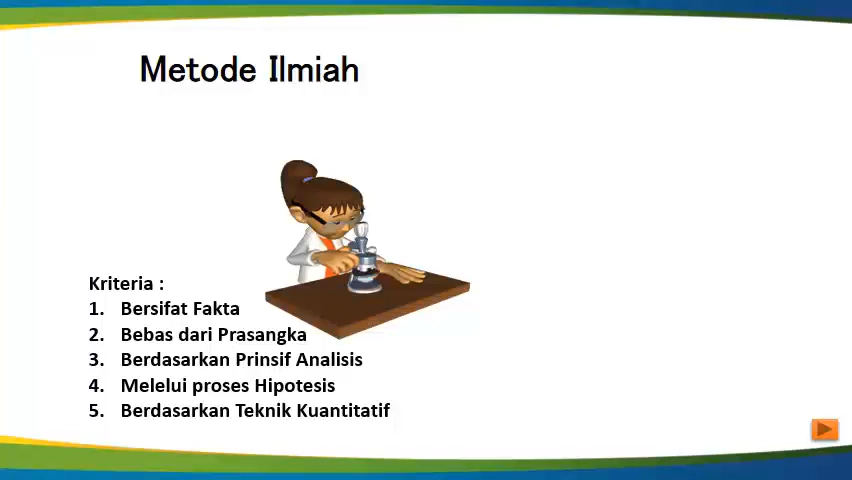 Metode Ilmiah
Kriteria :
1. Bersifat Fakta
2. Bebas dari Prasangka
3. Berdasarkan Prinsif Analisis
4. Melelui proses Hipotesis
5. Berdasarkan Teknik Kuantitatif